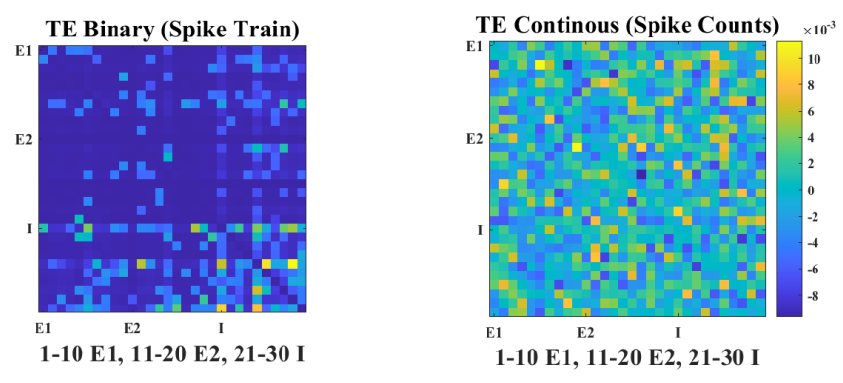 TE Binary (Spike Train)
E1
E2
I
E1 E2 I
1-10 E1, 11-20 E2, 21-30 I
TE Continous (Spike Counts)
×10⁻³
E1
E2
I
E1 E2 I
1-10 E1, 11-20 E2, 21-30 I
10
8
6
4
2
0
-2
-4
-6
-8